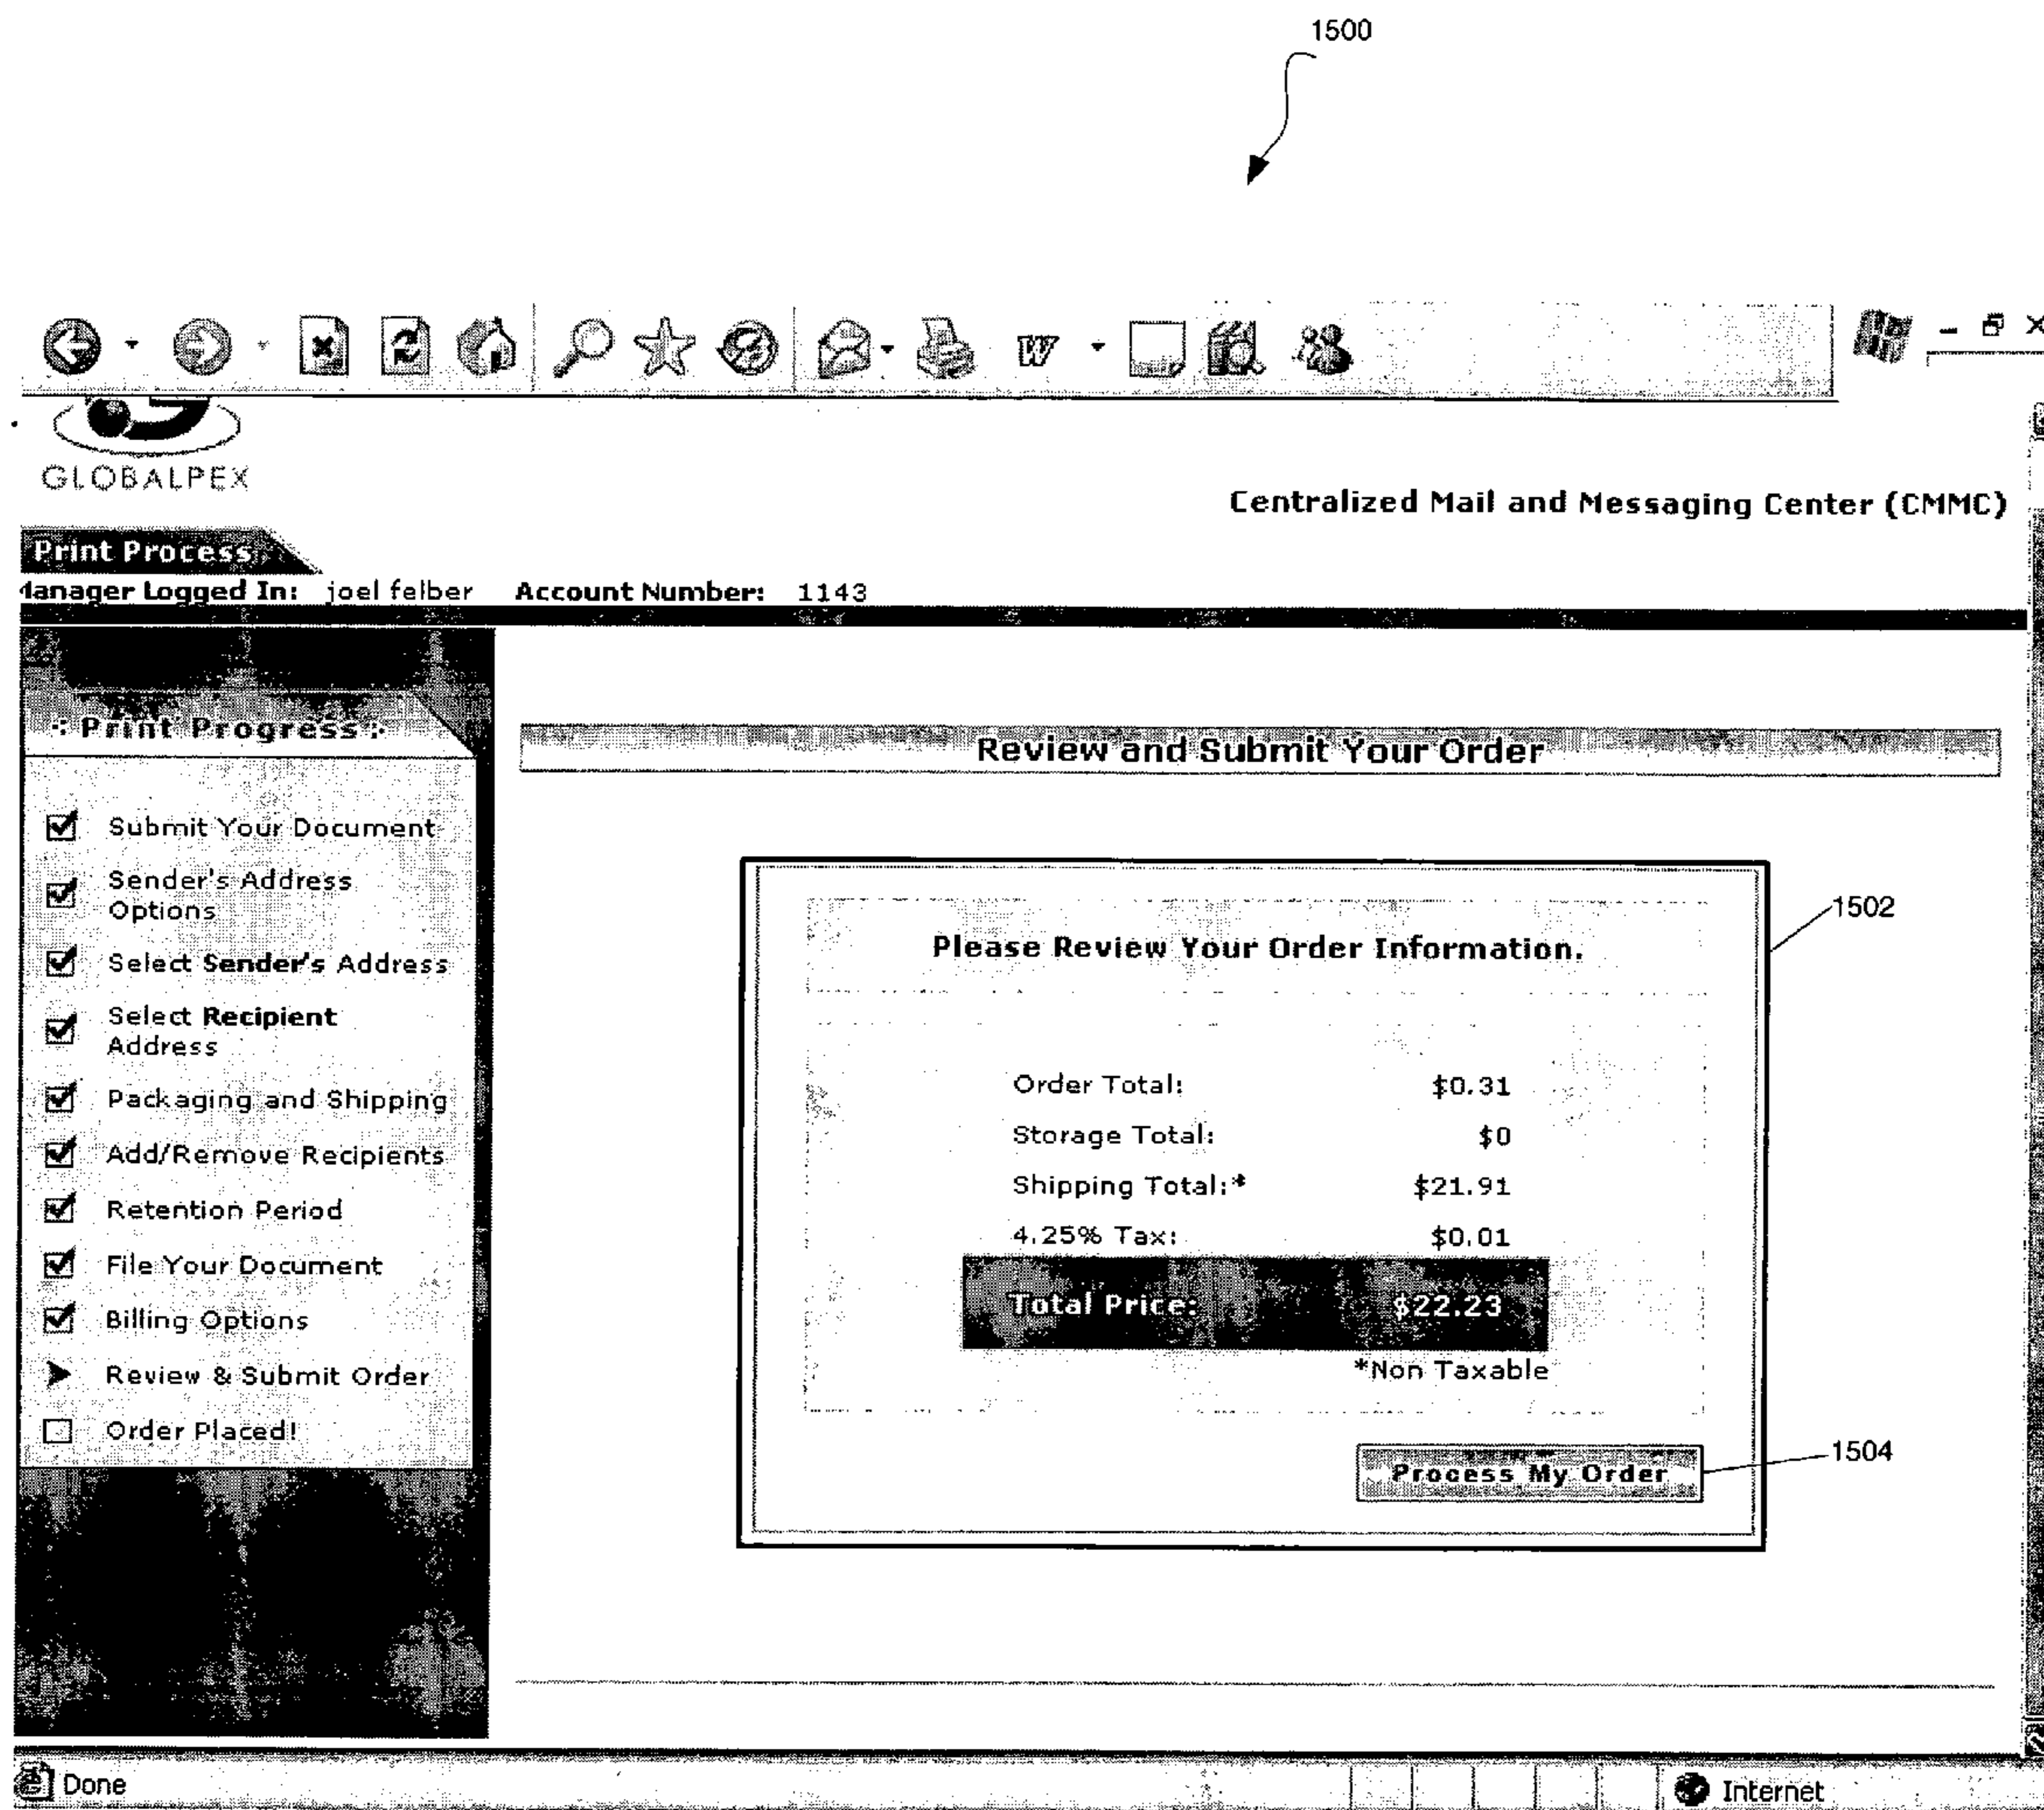 1500
GLOBALPEX
Centralized Mail and Messaging Center (CMMC)
Print Process
Manager Logged In: joel felber Account Number: 1143
Print Progress
Review and Submit Your Order
Submit Your Document
Sender's Address
Options
Select Sender's Address
Select Recipient
Address
Packaging and Shipping
Add/Remove Recipients
Retention Period
File Your Document
Billing Options
Review & Submit Order
Order Placed!
1502
Please Review Your Order Information.
Order Total: $0.31
Storage Total: $0
Shipping Total:* $21.91
4.25% Tax: $0.01
Total Price: $22.23
*Non Taxable
Process My Order
1504
Done
Internet